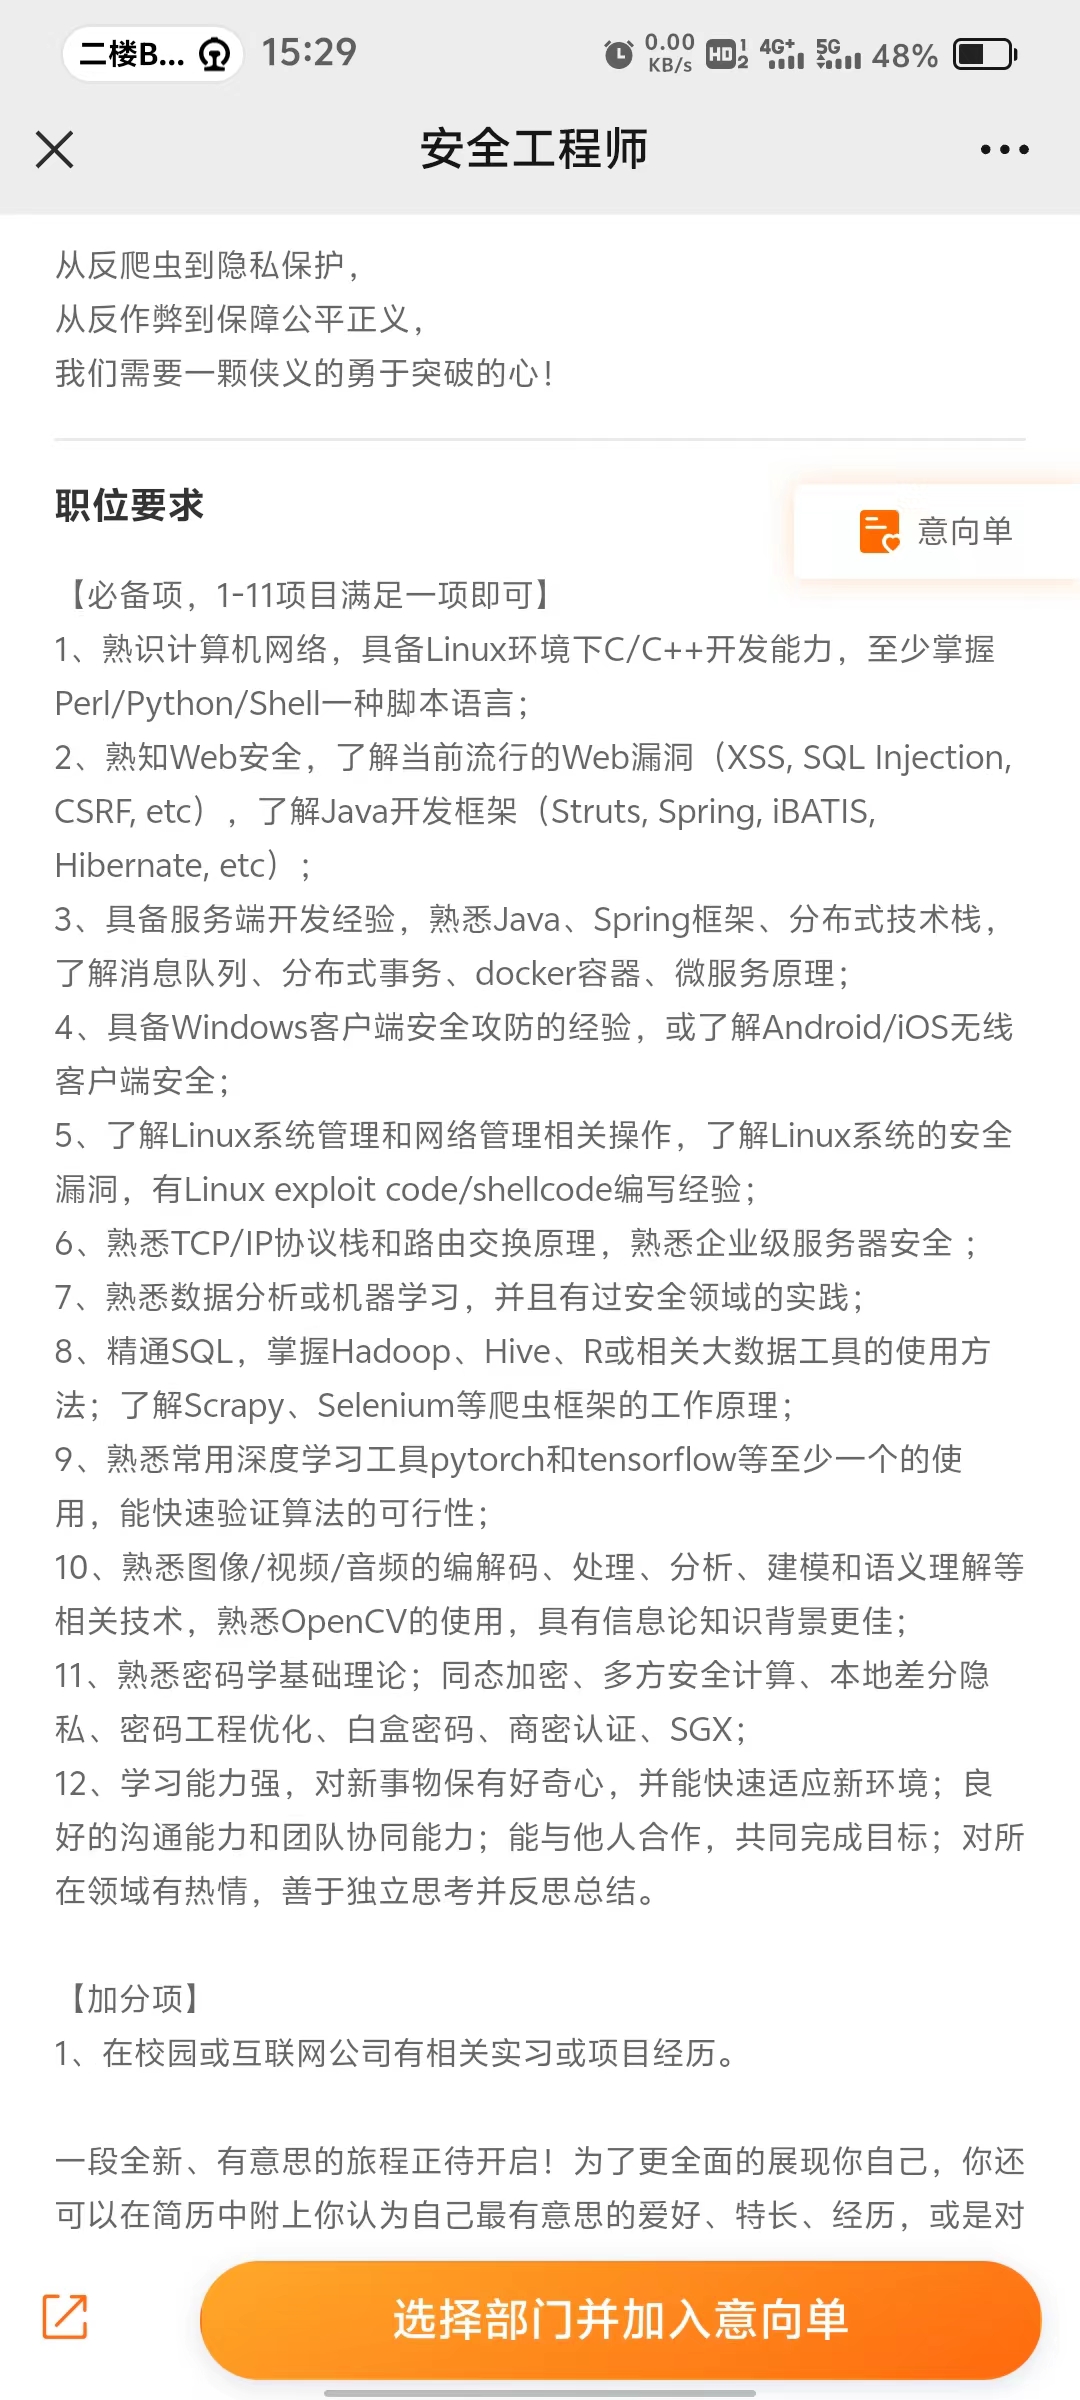 二楼B...
15:29
0.00 KB/s
HD 1 2
4G+
5G
48%
安全工程师
从反爬虫到隐私保护，
从反作弊到保障公平正义，
我们需要一颗侠义的勇于突破的心！
职位要求
意向单
【必备项，1-11项目满足一项即可】
1、熟识计算机网络，具备Linux环境下C/C++开发能力，至少掌握
Perl/Python/Shell一种脚本语言；
2、熟知Web安全，了解当前流行的Web漏洞（XSS, SQL Injection,
CSRF, etc），了解Java开发框架（Struts, Spring, iBATIS,
Hibernate, etc）；
3、具备服务端开发经验，熟悉Java、Spring框架、分布式技术栈，
了解消息队列、分布式事务、docker容器、微服务原理；
4、具备Windows客户端安全攻防的经验，或了解Android/iOS无线
客户端安全；
5、了解Linux系统管理和网络管理相关操作，了解Linux系统的安全
漏洞，有Linux exploit code/shellcode编写经验；
6、熟悉TCP/IP协议栈和路由交换原理，熟悉企业级服务器安全 ；
7、熟悉数据分析或机器学习，并且有过安全领域的实践；
8、精通SQL，掌握Hadoop、Hive、R或相关大数据工具的使用方
法；了解Scrapy、Selenium等爬虫框架的工作原理；
9、熟悉常用深度学习工具pytorch和tensorflow等至少一个的使
用，能快速验证算法的可行性；
10、熟悉图像/视频/音频的编解码、处理、分析、建模和语义理解等
相关技术，熟悉OpenCV的使用，具有信息论知识背景更佳；
11、熟悉密码学基础理论；同态加密、多方安全计算、本地差分隐
私、密码工程优化、白盒密码、商密认证、SGX；
12、学习能力强，对新事物保有好奇心，并能快速适应新环境；良
好的沟通能力和团队协同能力；能与他人合作，共同完成目标；对所
在领域有热情，善于独立思考并反思总结。
【加分项】
1、在校园或互联网公司有相关实习或项目经历。
一段全新、有意思的旅程正待开启！为了更全面的展现你自己，你还
可以在简历中附上你认为自己最有意思的爱好、特长、经历，或是对
选择部门并加入意向单